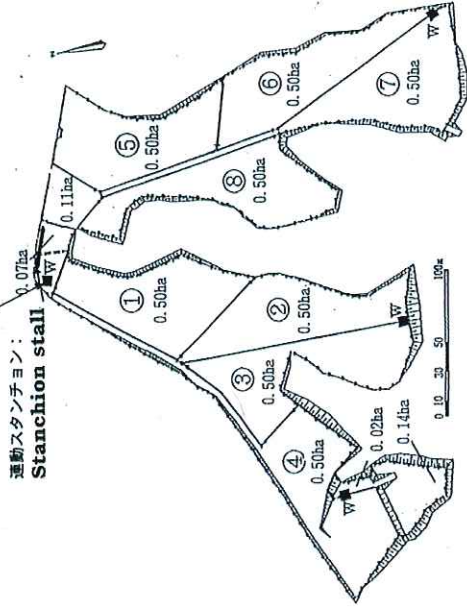 連動スタンチョン:
Stanchion stall
0.07ha
W
0.11ha
⑤
0.50ha
⑥
0.50ha
⑦
0.50ha
W
⑧
0.50ha
①
0.50ha
②
0.50ha
W
③
0.50ha
④
0.50ha
W
0.02ha
0.14ha
0 10 30 50 100m